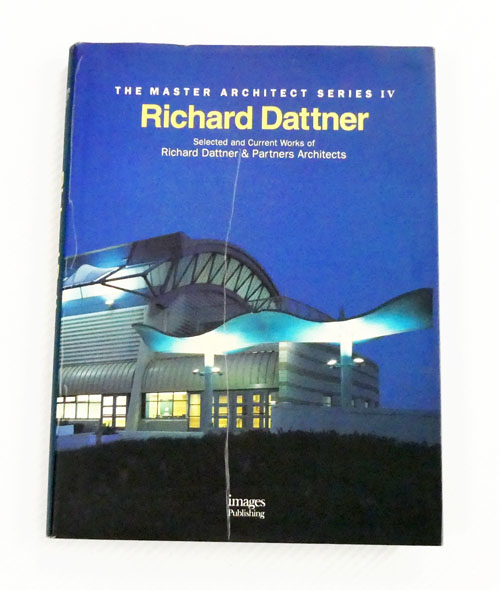 THE MASTER ARCHITECT SERIES IV
Richard Dattner
Selected and Current Works of
Richard Dattner & Partners Architects
images
Publishing